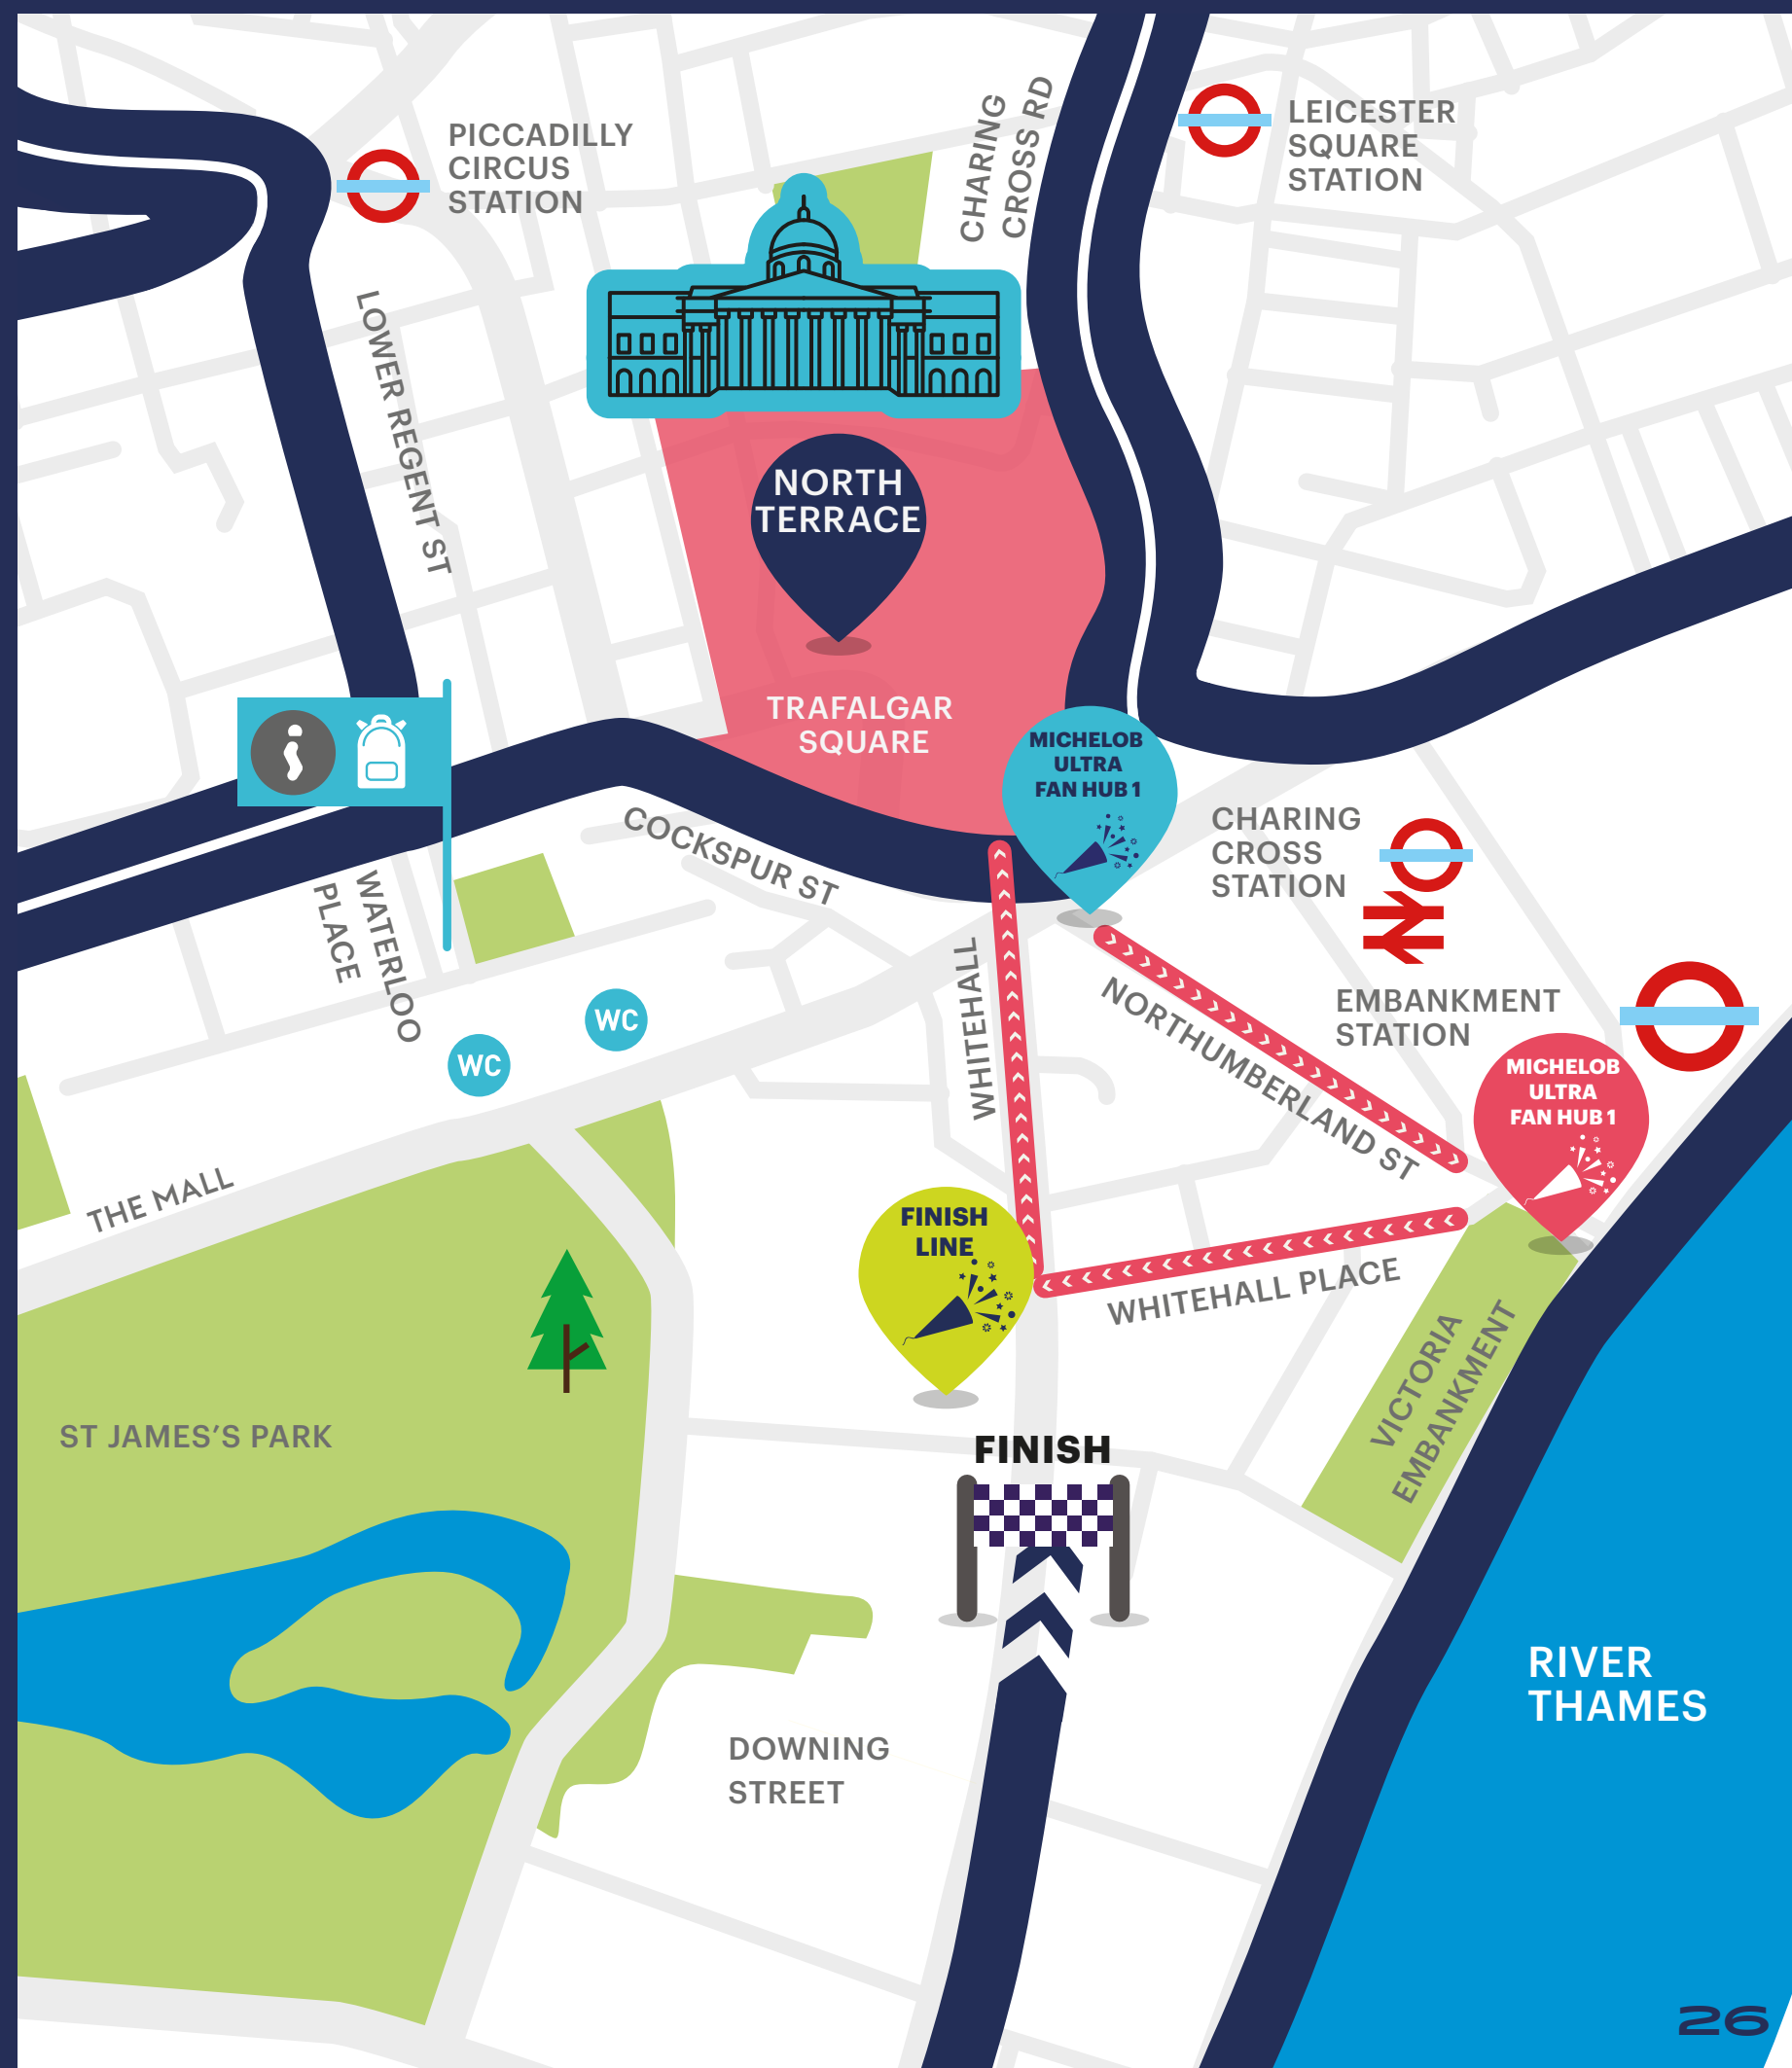 CHARING
CROSS RD
LEICESTER
SQUARE
STATION
PICCADILLY
CIRCUS
STATION
LOWER REGENT ST
NORTH
TERRACE
TRAFALGAR
SQUARE
MICHELOB
ULTRA
FAN HUB 1
COCKSPUR ST
CHARING
CROSS
STATION
WATERLOO
PLACE
WHITEHALL
NORTHUMBERLAND ST
EMBANKMENT
STATION
WC
WC
MICHELOB
ULTRA
FAN HUB 1
THE MALL
FINISH
LINE
WHITEHALL PLACE
VICTORIA
EMBANKMENT
ST JAMES’S PARK
FINISH
RIVER
THAMES
DOWNING
STREET
26